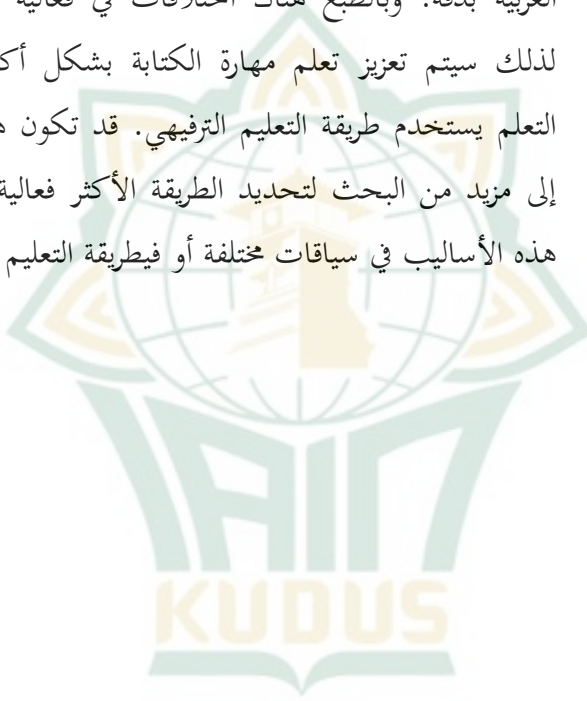 العربية بدقة. وبالطبع هناك اختلافات في فعالية
لذلك سيتم تعزيز تعلم مهارة الكتابة بشكل
التعلم يستخدم طريقة التعليم الترفيهي. قد تكون
إلى مزيد من البحث لتحديد الطريقة الأكثر فعالية
هذه الأساليب في سياقات مختلفة أو فيطريقة التعليم
IAIN
KUDUS